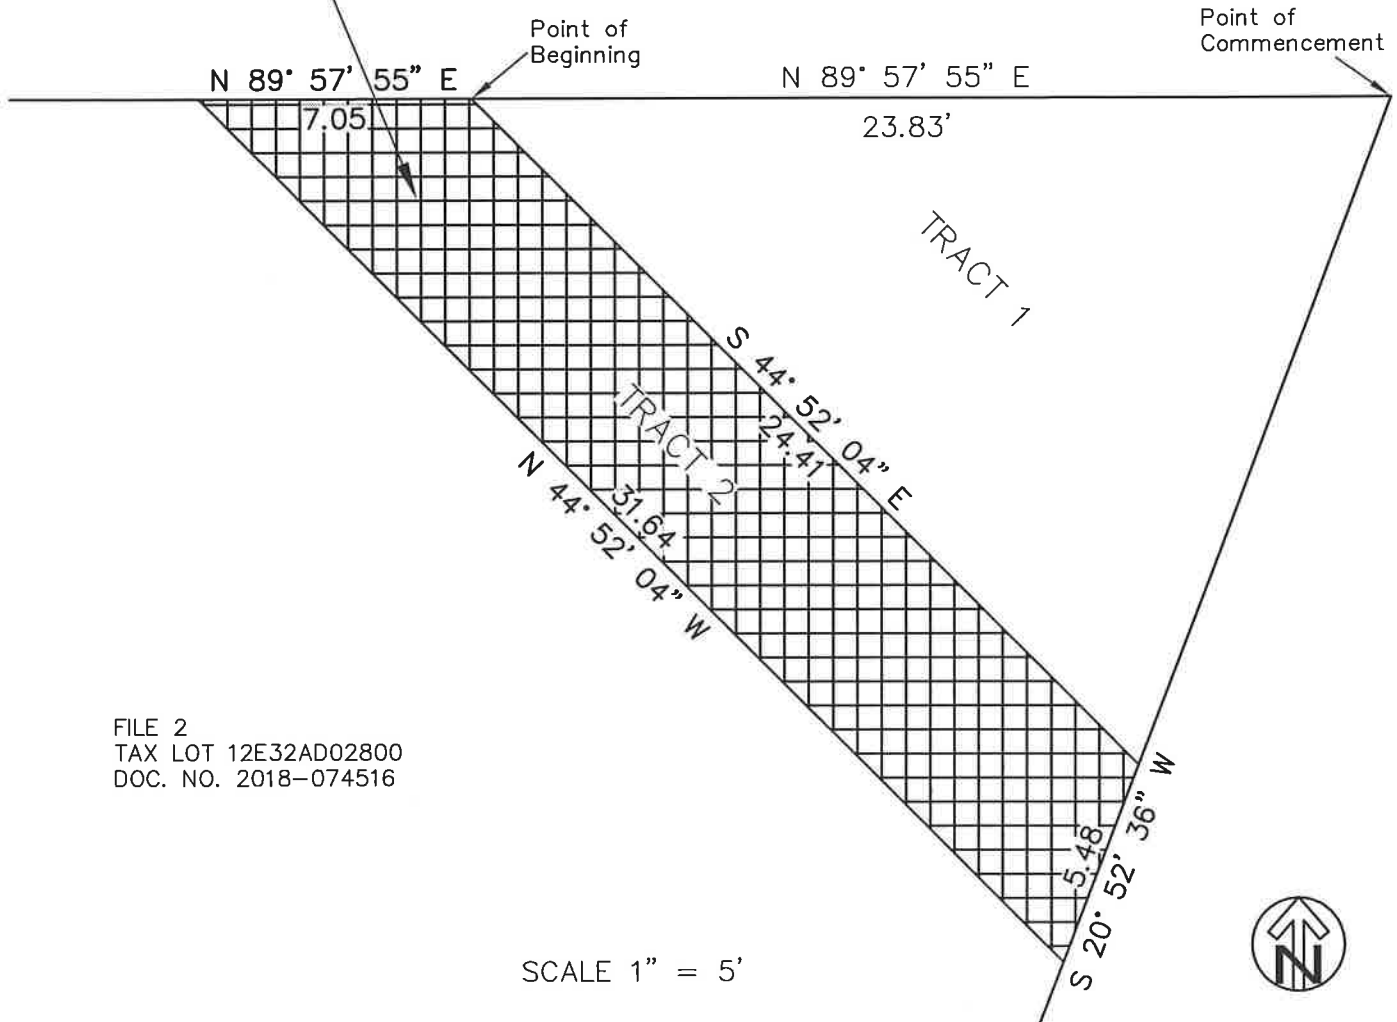 Point of
Beginning
Point of
Commencement
N 89° 57' 55" E
N 89° 57' 55" E
7.05
23.83'
TRACT 1
S 44° 52' 04" E
24.41
TRACT 2
31.64
N 44° 52' 04" W
FILE 2
TAX LOT 12E32AD02800
DOC. NO. 2018-074516
5.48
S 20° 52' 36" W
SCALE 1" = 5'
N